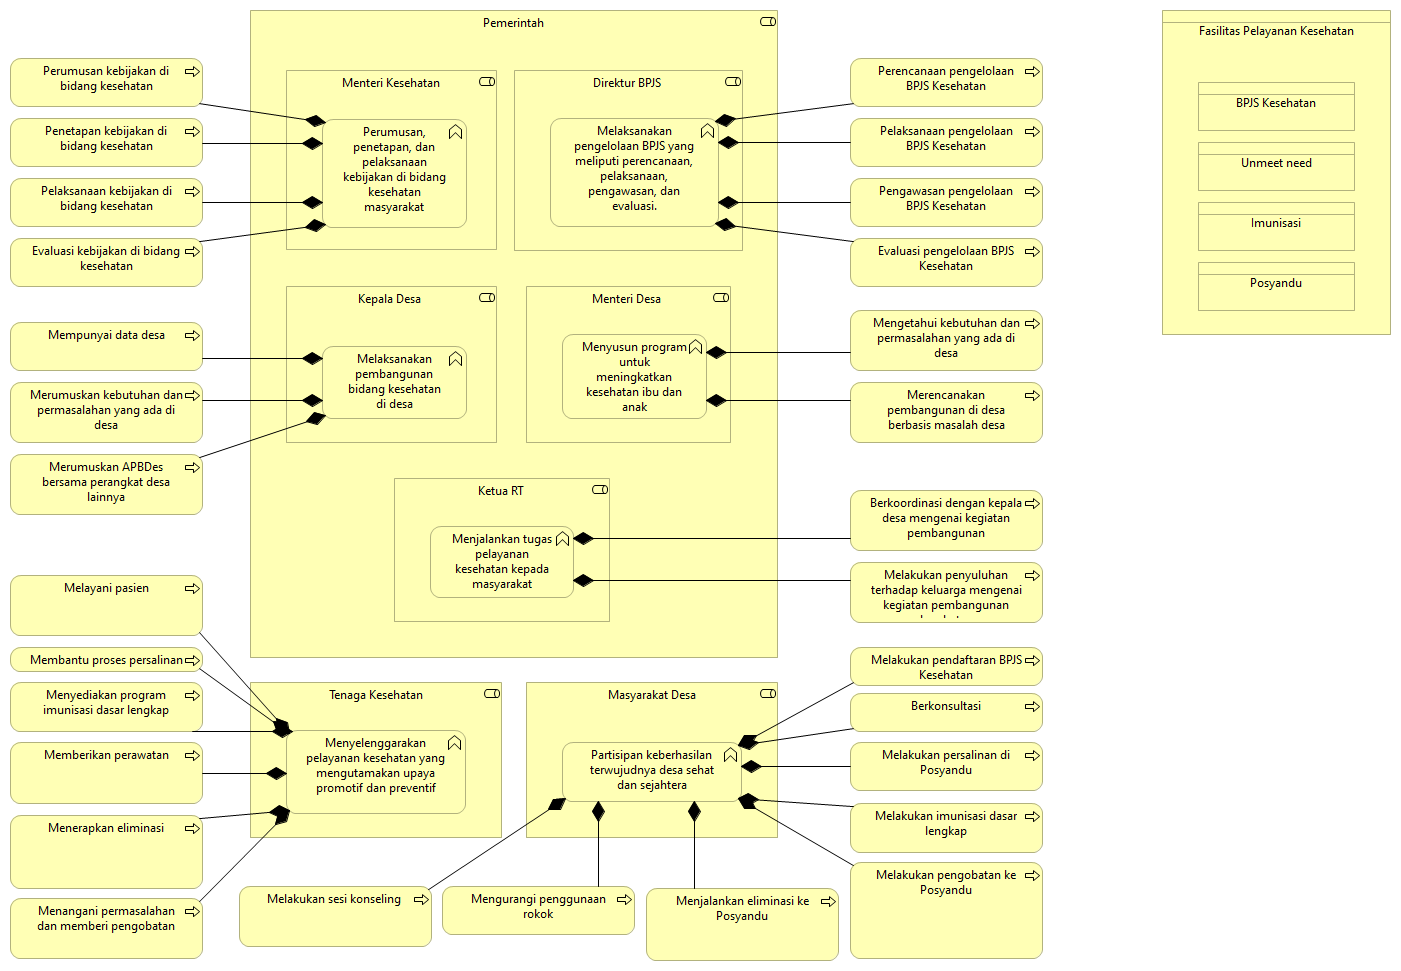 Pemerintah
Perumusan kebijakan di
bidang kesehatan
Penetapan kebijakan di
bidang kesehatan
Pelaksanaan kebijakan di
bidang kesehatan
Evaluasi kebijakan di bidang
kesehatan
Menteri Kesehatan
Perumusan,
penetapan, dan
pelaksanaan
kebijakan di bidang
kesehatan
masyarakat
Direktur BPJS
Melaksanakan
pengelolaan BPJS yang
meliputi perencanaan,
pelaksanaan,
pengawasan, dan
evaluasi.
Perencanaan pengelolaan
BPJS Kesehatan
Pelaksanaan pengelolaan
BPJS Kesehatan
Pengawasan pengelolaan
BPJS Kesehatan
Evaluasi pengelolaan BPJS
Kesehatan
Fasilitas Pelayanan Kesehatan
BPJS Kesehatan
Unmeet need
Imunisasi
Posyandu
Mempunyai data desa
Merumuskan kebutuhan dan
permasalahan yang ada di
desa
Merumuskan APBDes
bersama perangkat desa
lainnya
Kepala Desa
Melaksanakan
pembangunan
bidang kesehatan
di desa
Menteri Desa
Menyusun program
untuk
meningkatkan
kesehatan ibu dan
anak
Mengetahui kebutuhan dan
permasalahan yang ada di
desa
Merencanakan
pembangunan di desa
berbasis masalah desa
Ketua RT
Menjalankan tugas
pelayanan
kesehatan kepada
masyarakat
Berkoordinasi dengan kepala
desa mengenai kegiatan
pembangunan
Melakukan penyuluhan
terhadap keluarga mengenai
kegiatan pembangunan
Melayani pasien
Membantu proses persalinan
Menyediakan program
imunisasi dasar lengkap
Memberikan perawatan
Menerapkan eliminasi
Menangani permasalahan
dan memberi pengobatan
Tenaga Kesehatan
Menyelenggarakan
pelayanan kesehatan yang
mengutamakan upaya
promotif dan preventif
Masyarakat Desa
Partisipan keberhasilan
terwujudnya desa sehat
dan sejahtera
Melakukan pendaftaran BPJS
Kesehatan
Berkonsultasi
Melakukan persalinan di
Posyandu
Melakukan imunisasi dasar
lengkap
Melakukan pengobatan ke
Posyandu
Melakukan sesi konseling
Mengurangi penggunaan
rokok
Menjalankan eliminasi ke
Posyandu